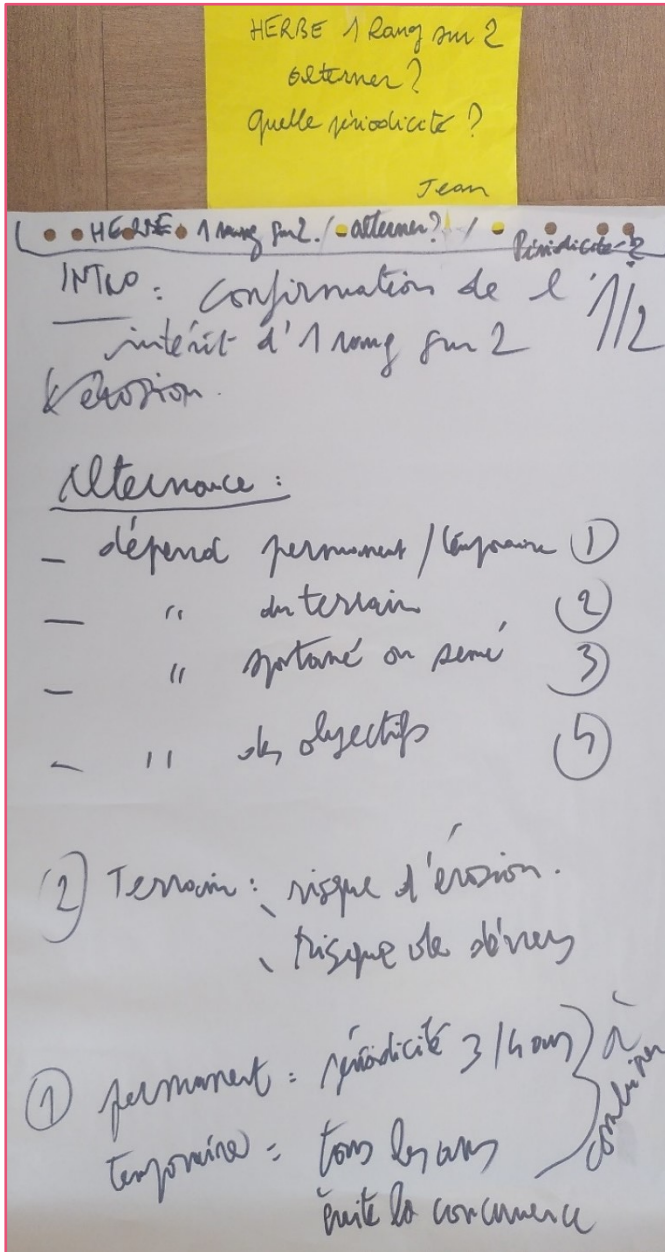 HERBE 1 Rang sur 2
alterner ?
Quelle périodicité ?
Jean
HERBE 1 rang sur 2. / alterner ? / Périodicité ?
INTRO : Confirmation de l'
intérêt d'1 rang sur 2
érosion.
1/2
Alternance :
- dépend permanent / temporaire ①
- " du terrain ②
- " spontané ou semé ③
- " des objectifs ④
② Terrain : risque d'érosion.
risque de dévers
① permanent = périodicité 3/4 ans
temporaire = tous les ans
évite la concurrence
à combiner